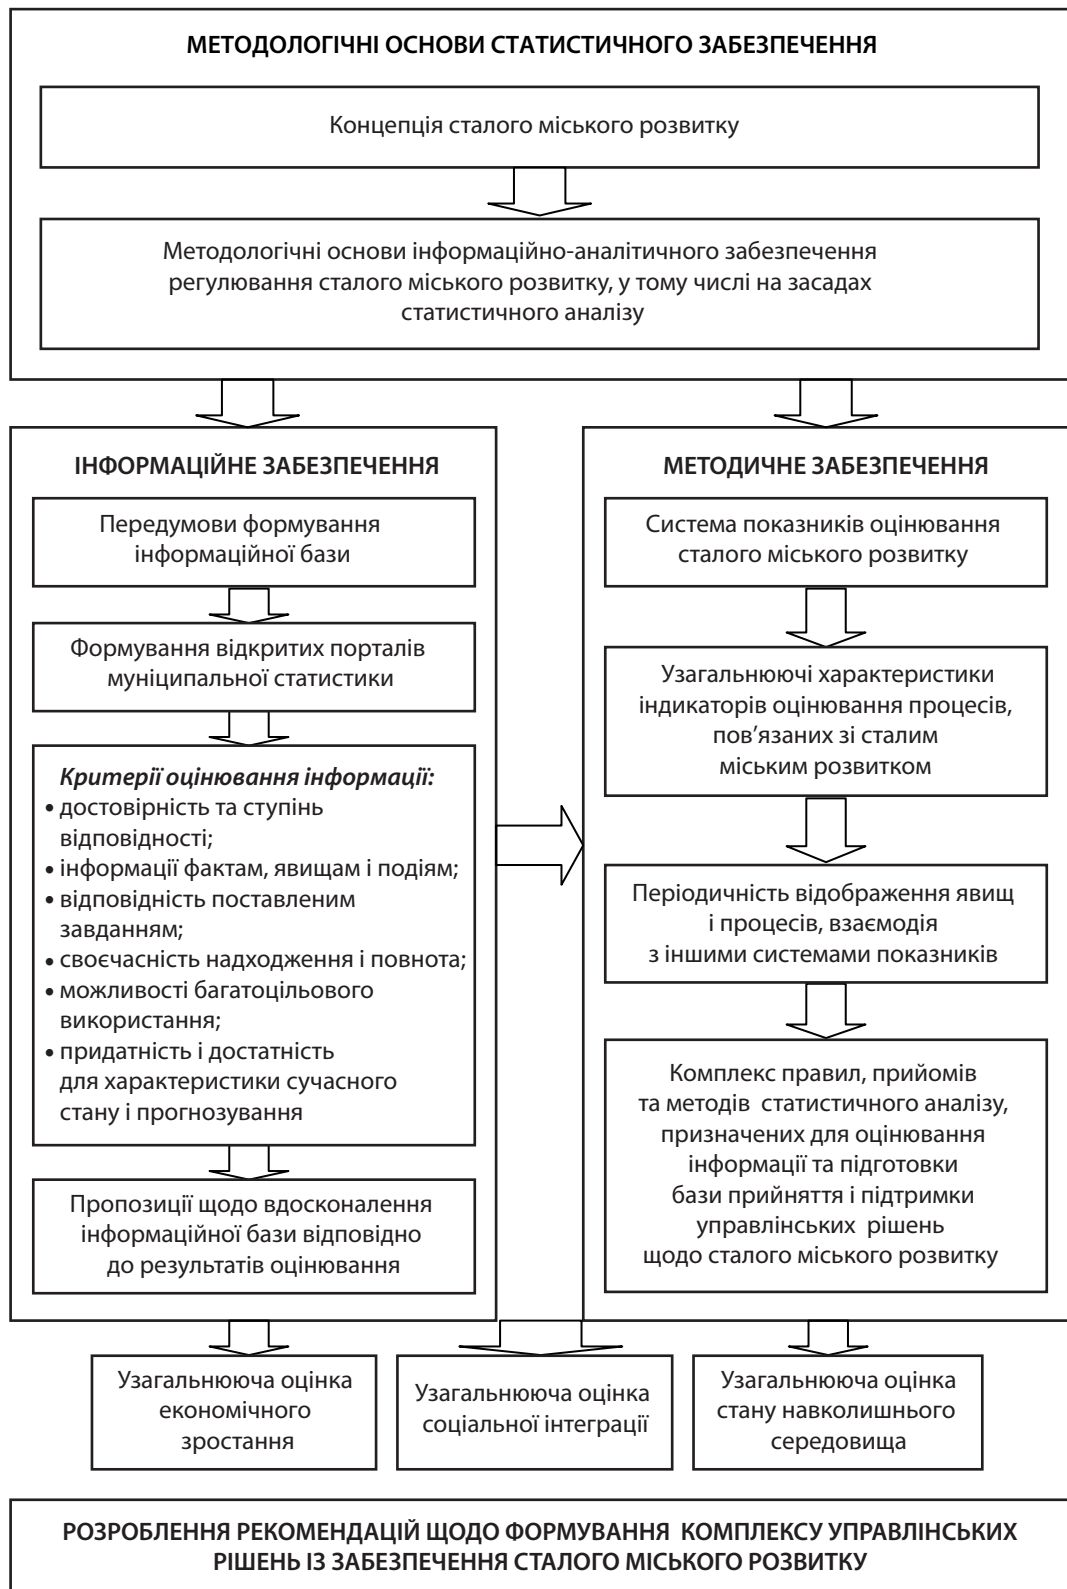 МЕТОДОЛОГІЧНІ ОСНОВИ СТАТИСТИЧНОГО ЗАБЕЗПЕЧЕННЯ
Концепція сталого міського розвитку
Методологічні основи інформаційно-аналітичного забезпечення
регулювання сталого міського розвитку, у тому числі на засадах
статистичного аналізу
ІНФОРМАЦІЙНЕ ЗАБЕЗПЕЧЕННЯ
Передумови формування
інформаційної бази
Формування відкритих порталів
муніципальної статистики
Критерії оцінювання інформації:
• достовірність та ступінь
відповідності;
• інформації фактам, явищам і подіям;
• відповідність поставленим
завданням;
• своєчасність надходження і повнота;
• можливості багатоцільового
використання;
• придатність і достатність
для характеристики сучасного
стану і прогнозування
Пропозиції щодо вдосконалення
інформаційної бази відповідно
до результатів оцінювання
МЕТОДИЧНЕ ЗАБЕЗПЕЧЕННЯ
Система показників оцінювання
сталого міського розвитку
Узагальнюючі характеристики
індикаторів оцінювання процесів,
пов’язаних зі сталим
міським розвитком
Періодичність відображення явищ
і процесів, взаємодія
з іншими системами показників
Комплекс правил, прийомів
та методів статистичного аналізу,
призначених для оцінювання
інформації та підготовки
бази прийняття і підтримки
управлінських рішень
щодо сталого міського розвитку
Узагальнююча оцінка
економічного
зростання
Узагальнююча оцінка
соціальної інтеграції
Узагальнююча оцінка
стану навколишнього
середовища
РОЗРОБЛЕННЯ РЕКОМЕНДАЦІЙ ЩОДО ФОРМУВАННЯ КОМПЛЕКСУ УПРАВЛІНСЬКИХ
РІШЕНЬ ІЗ ЗАБЕЗПЕЧЕННЯ СТАЛОГО МІСЬКОГО РОЗВИТКУ